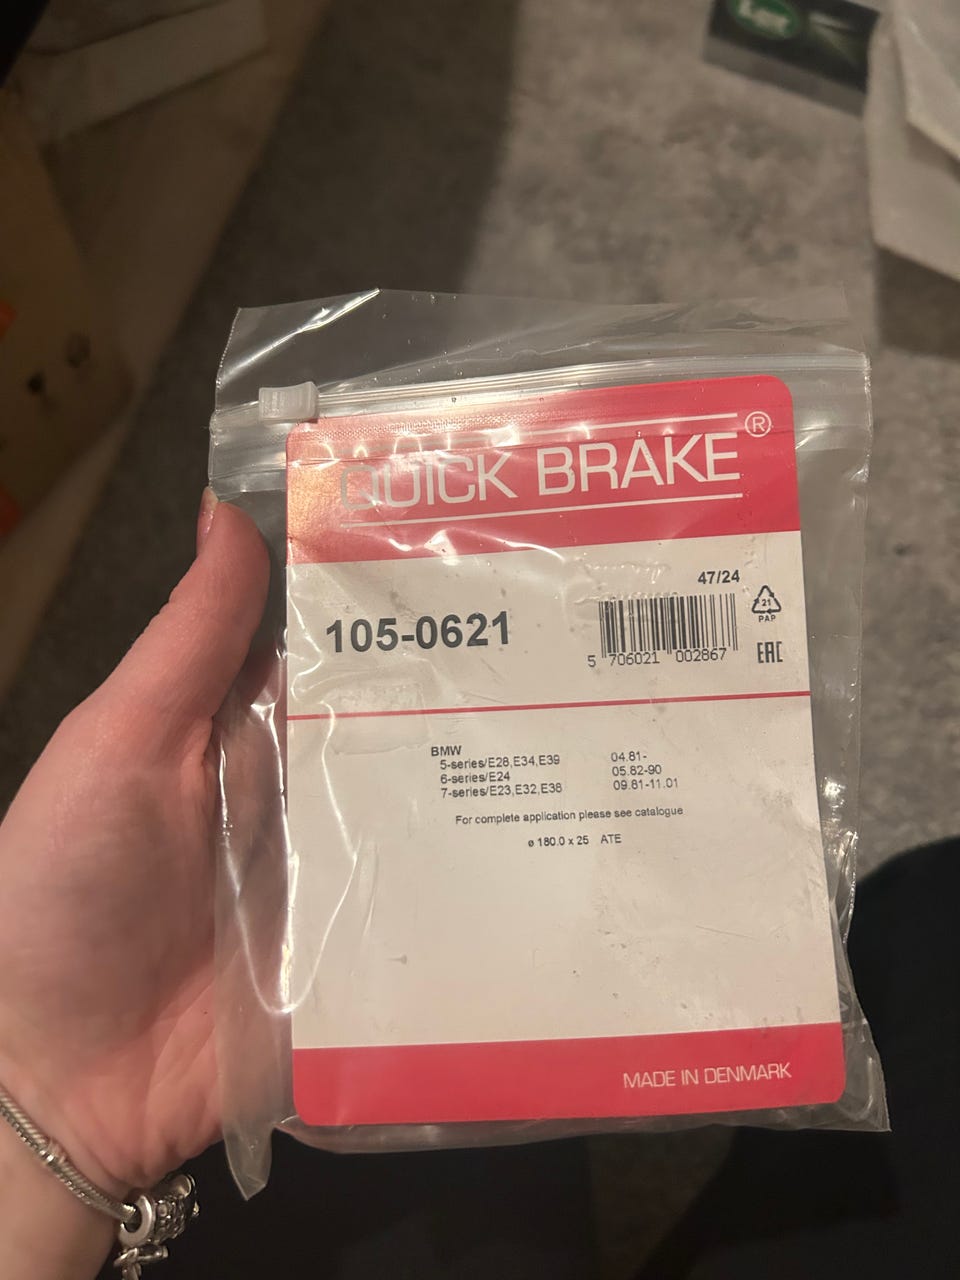 QUICK BRAKE®
47/24
105-0621
21
PAP
5 706021 002867
EAC
BMW
5-series/E28,E34,E39 04.81-
6-series/E24 05.82-90
7-series/E23,E32,E38 09.81-11.01
For complete application please see catalogue
ø 180.0 x 25 ATE
MADE IN DENMARK